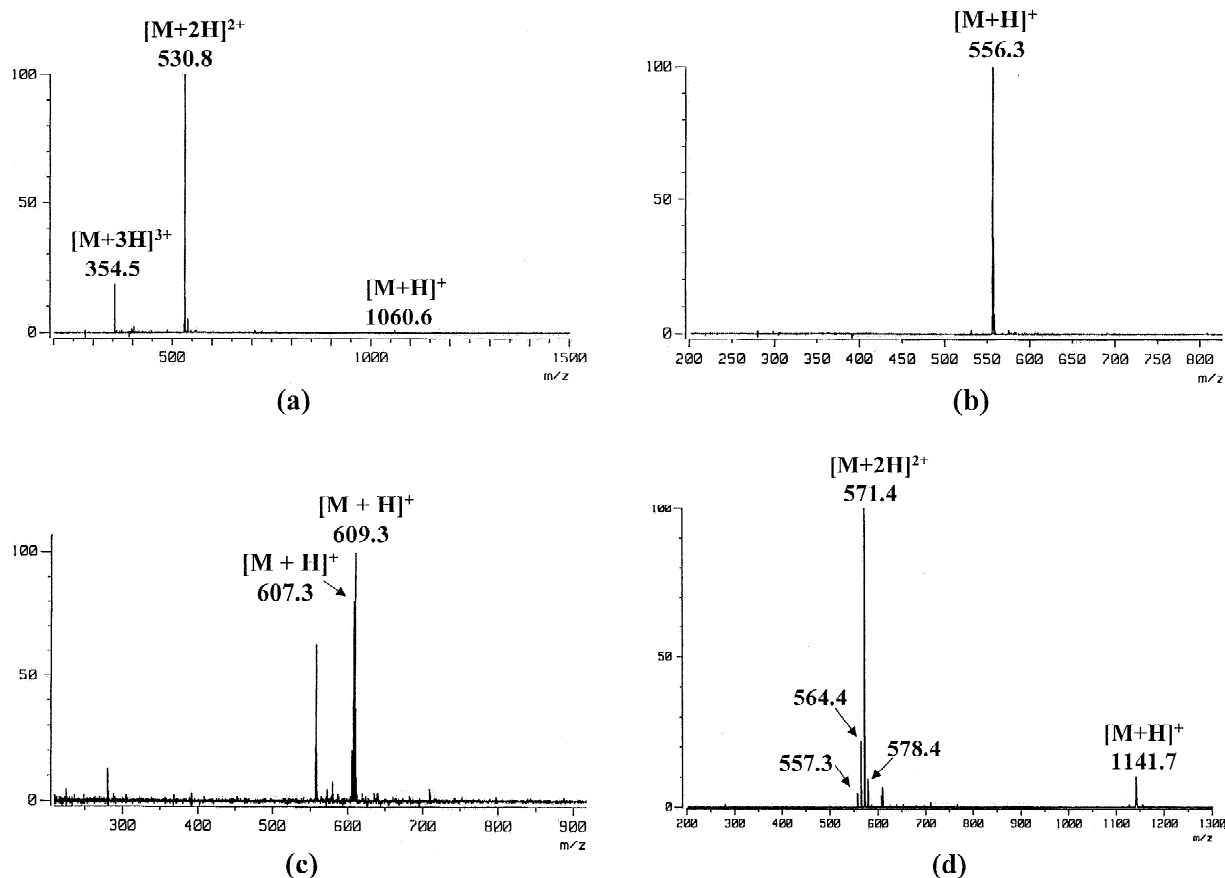 [M+2H]²⁺
530.8
100
50
[M+3H]³⁺
354.5
[M+H]⁺
1060.6
0
500
1000
1500
m/z
(a)
[M+H]⁺
556.3
100
50
0
200 250 300 350 400 450 500 550 600 650 700 750 800
m/z
(b)
[M + H]⁺
609.3
100
[M + H]⁺
607.3
50
0
300 400 500 600 700 800 900
m/z
(c)
[M+2H]²⁺
571.4
100
50
564.4
557.3
578.4
[M+H]⁺
1141.7
0
200 300 400 500 600 700 800 900 1000 1100 1200 1300
m/z
(d)